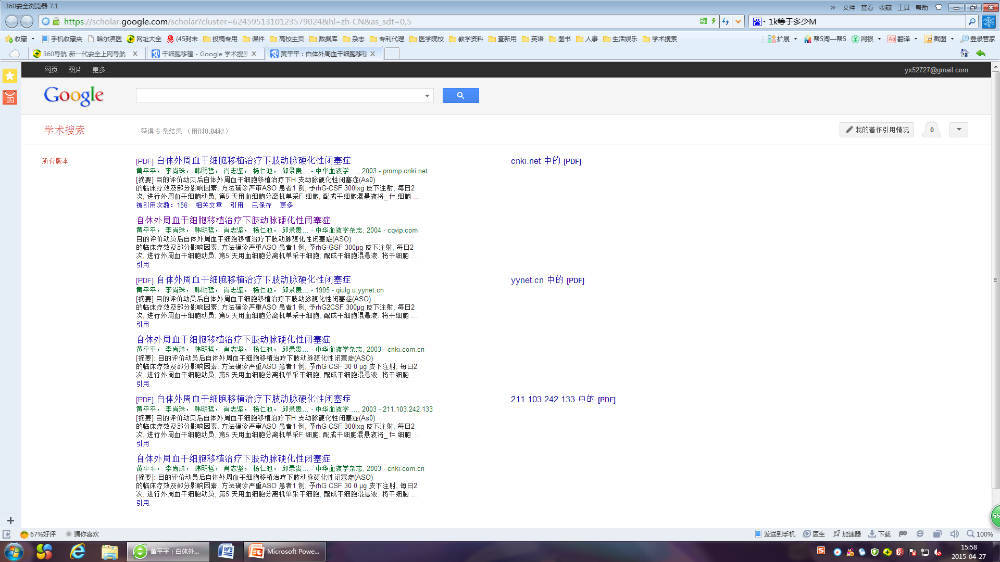 360安全浏览器 7.1
» 文件 查看 收藏 工具 帮助
https://scholar.google.com/scholar?cluster=6245951310123579024&hl=zh-CN&as_sdt=0,5
1k等于多少M
收藏 手机收藏夹 哈尔滨医 网址大全 (45封未 投稿专用 课件 高校主页 数据库 杂志 专利代理 医学院校 教学资料 查新用 英语 图书 人事 生活娱乐 学术搜索 扩展 帮5淘—帮5 网银 翻译 截图 登录管家
360导航_新一代安全上网导航 干细胞移植 - Google 学术搜索 黄平平：白体外周血干细胞移植
网页 图片 更多...
yx52727@gmail.com
Google
学术搜索
获得 6 条结果 （用时0.04秒）
我的著作引用情况
0
所有版本
[PDF] 白体外周血干细胞移植治疗下肢动脉硬化性闭塞症
cnki.net 中的 [PDF]
黄平平， 李尚珠， 韩明哲， 肖志坚， 杨仁池， 邱录贵... - 中华血液学 ..., 2003 - pmmp.cnki.net
[摘要] 目的评价动贝后自体外周血干细胞移植治疗下H 支动脉硬化性闭塞症(As0)
的临床疗效及部分影响因素. 方法确诊严审ASO 患者1 例, 予rhG-CSF 300lxg 皮下注射, 每日2
次, 进行外周血干细胞动员, 第5 天用血细胞分离机单采F 细胞, 配成干细胞混悬液将_ f= 细胞 ...
被引用次数：156 相关文章 引用 已保存 更多
自体外周血干细胞移植治疗下肢动脉硬化性闭塞症
黄平平， 李尚珠， 韩明哲， 肖志坚， 杨仁池， 邱录贵... - 中华血液学杂志, 2004 - cqvip.com
目的评价动员后自体外周血干细胞移植治疗下肢动脉硬化性闭塞症(ASO)
的临床疗效及部分影响因素. 方法确诊严重ASO 患者1 例, 予rhG-GSF 300μg 皮下注射, 每日2
次, 进行外周血干细胞动员, 第5 天用血细胞分离机单采干细胞, 配成干细胞混悬液. 将干细胞 ...
引用
[PDF] 自体外周血干细胞移植治疗下肢动脉硬化性闭塞症
yynet.cn 中的 [PDF]
黄平平， 李尚珠， 韩明哲， 肖志坚， 杨仁池， 邱录贵... - 1995 - qiulg.u.yynet.cn
[摘要] 目的评价动员后自体外周血干细胞移植治疗下肢动脉硬化性闭塞症(ASO)
的临床疗效及部分影响因素. 方法确诊严重ASO 患者1 例, 予rhG2CSF 300μg 皮下注射, 每日2
次, 进行外周血干细胞动员, 第5 天用血细胞分离机单采干细胞, 配成干细胞混悬液. 将干细胞 ...
引用
自体外周血干细胞移植治疗下肢动脉硬化性闭塞症
黄平平， 李尚珠， 韩明哲， 肖志坚， 杨仁池， 邱录贵... - 中华血液学杂志, 2003 - cnki.com.cn
[摘要]: 目的评价动员后自体外周血干细胞移植治疗下肢动脉硬化性闭塞症(ASO)
的临床疗效及部分影响因素. 方法确诊严重ASO 患者1 例, 予rhG CSF 30 0 μg 皮下注射, 每日2
次, 进行外周血干细胞动员, 第5 天用血细胞分离机单采干细胞, 配成干细胞混悬液. 将干细胞 ...
引用
[PDF] 白体外周血干细胞移植治疗下肢动脉硬化性闭塞症
211.103.242.133 中的 [PDF]
黄平平， 李尚珠， 韩明哲， 肖志坚， 杨仁池， 邱录贵... - 中华血液学 ..., 2003 - 211.103.242.133
[摘要] 目的评价动贝后自体外周血干细胞移植治疗下H 支动脉硬化性闭塞症(As0)
的临床疗效及部分影响因素. 方法确诊严审ASO 患者1 例, 予rhG-CSF 300lxg 皮下注射, 每日2
次, 进行外周血干细胞动员, 第5 天用血细胞分离机单采F 细胞, 配成干细胞混悬液将_ f= 细胞 ...
引用
自体外周血干细胞移植治疗下肢动脉硬化性闭塞症
黄平平， 李尚珠， 韩明哲， 肖志坚， 杨仁池， 邱录贵... - 中华血液学杂志, 2003 - cnki.com.cn
[摘要]: 目的评价动员后自体外周血干细胞移植治疗下肢动脉硬化性闭塞症(ASO)
的临床疗效及部分影响因素. 方法确诊严重ASO 患者1 例, 予rhG CSF 30 0 μg 皮下注射, 每日2
次, 进行外周血干细胞动员, 第5 天用血细胞分离机单采干细胞, 配成干细胞混悬液. 将干细胞 ...
引用
55
67%好评 猜你喜欢 发送到手机 医生 加速器 下载 100%
黄平平：白体外... Microsoft Powe...
15:58
2015-04-27